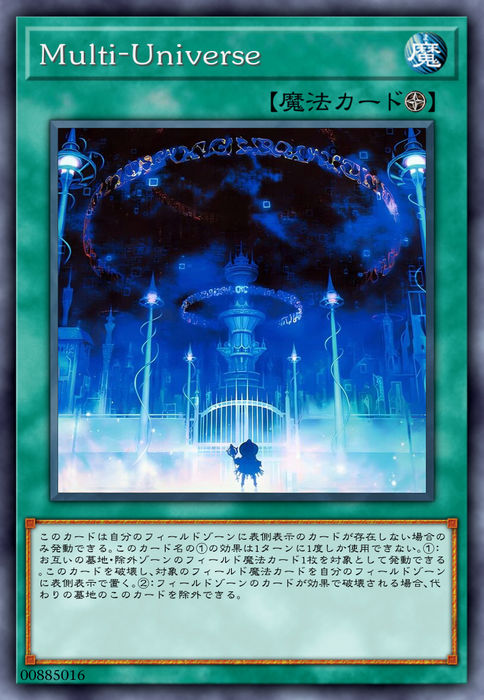 Multi-Universe
魔
【魔法カード】
このカードは自分のフィールドゾーンに表側表示のカードが存在しない場合の
み発動できる。このカード名の①の効果は1ターンに1度しか使用できない。①:
お互いの墓地・除外ゾーンのフィールド魔法カード1枚を対象として発動できる
。このカードを破壊し、対象のフィールド魔法カードを自分のフィールドゾーン
に表側表示で置く。②:フィールドゾーンのカードが効果で破壊される場合、代
わりの墓地のこのカードを除外できる。
00885016